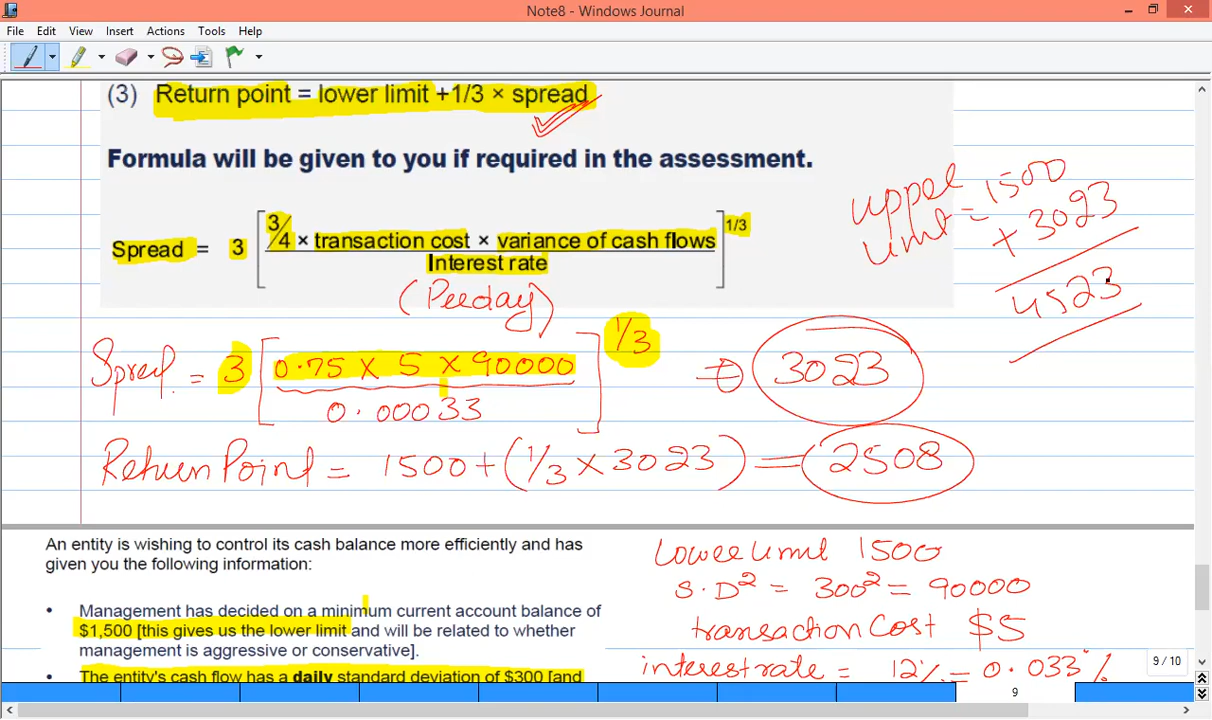 Note8 - Windows Journal
File Edit View Insert Actions Tools Help
(3) Return point = lower limit +1/3 × spread
Formula will be given to you if required in the assessment.
Spread = 3 [ 3/4 × transaction cost × variance of cash flows / Interest rate ] 1/3
(Per day)
upper limit = 1500
+ 3023
4523
Spread = 3 [ 0.75 × 5 × 90000 / 0.00033 ] 1/3 ⇒ 3023
Return Point = 1500 + (1/3 × 3023) = 2508
An entity is wishing to control its cash balance more efficiently and has
given you the following information:
• Management has decided on a minimum current account balance of
$1,500 [this gives us the lower limit and will be related to whether
management is aggressive or conservative].
• The entity's cash flow has a daily standard deviation of $300 [and
Lower limit 1500
S.D² = 300² = 90000
transaction Cost $5
interest rate = 12% = 0.033%
9 / 10
9